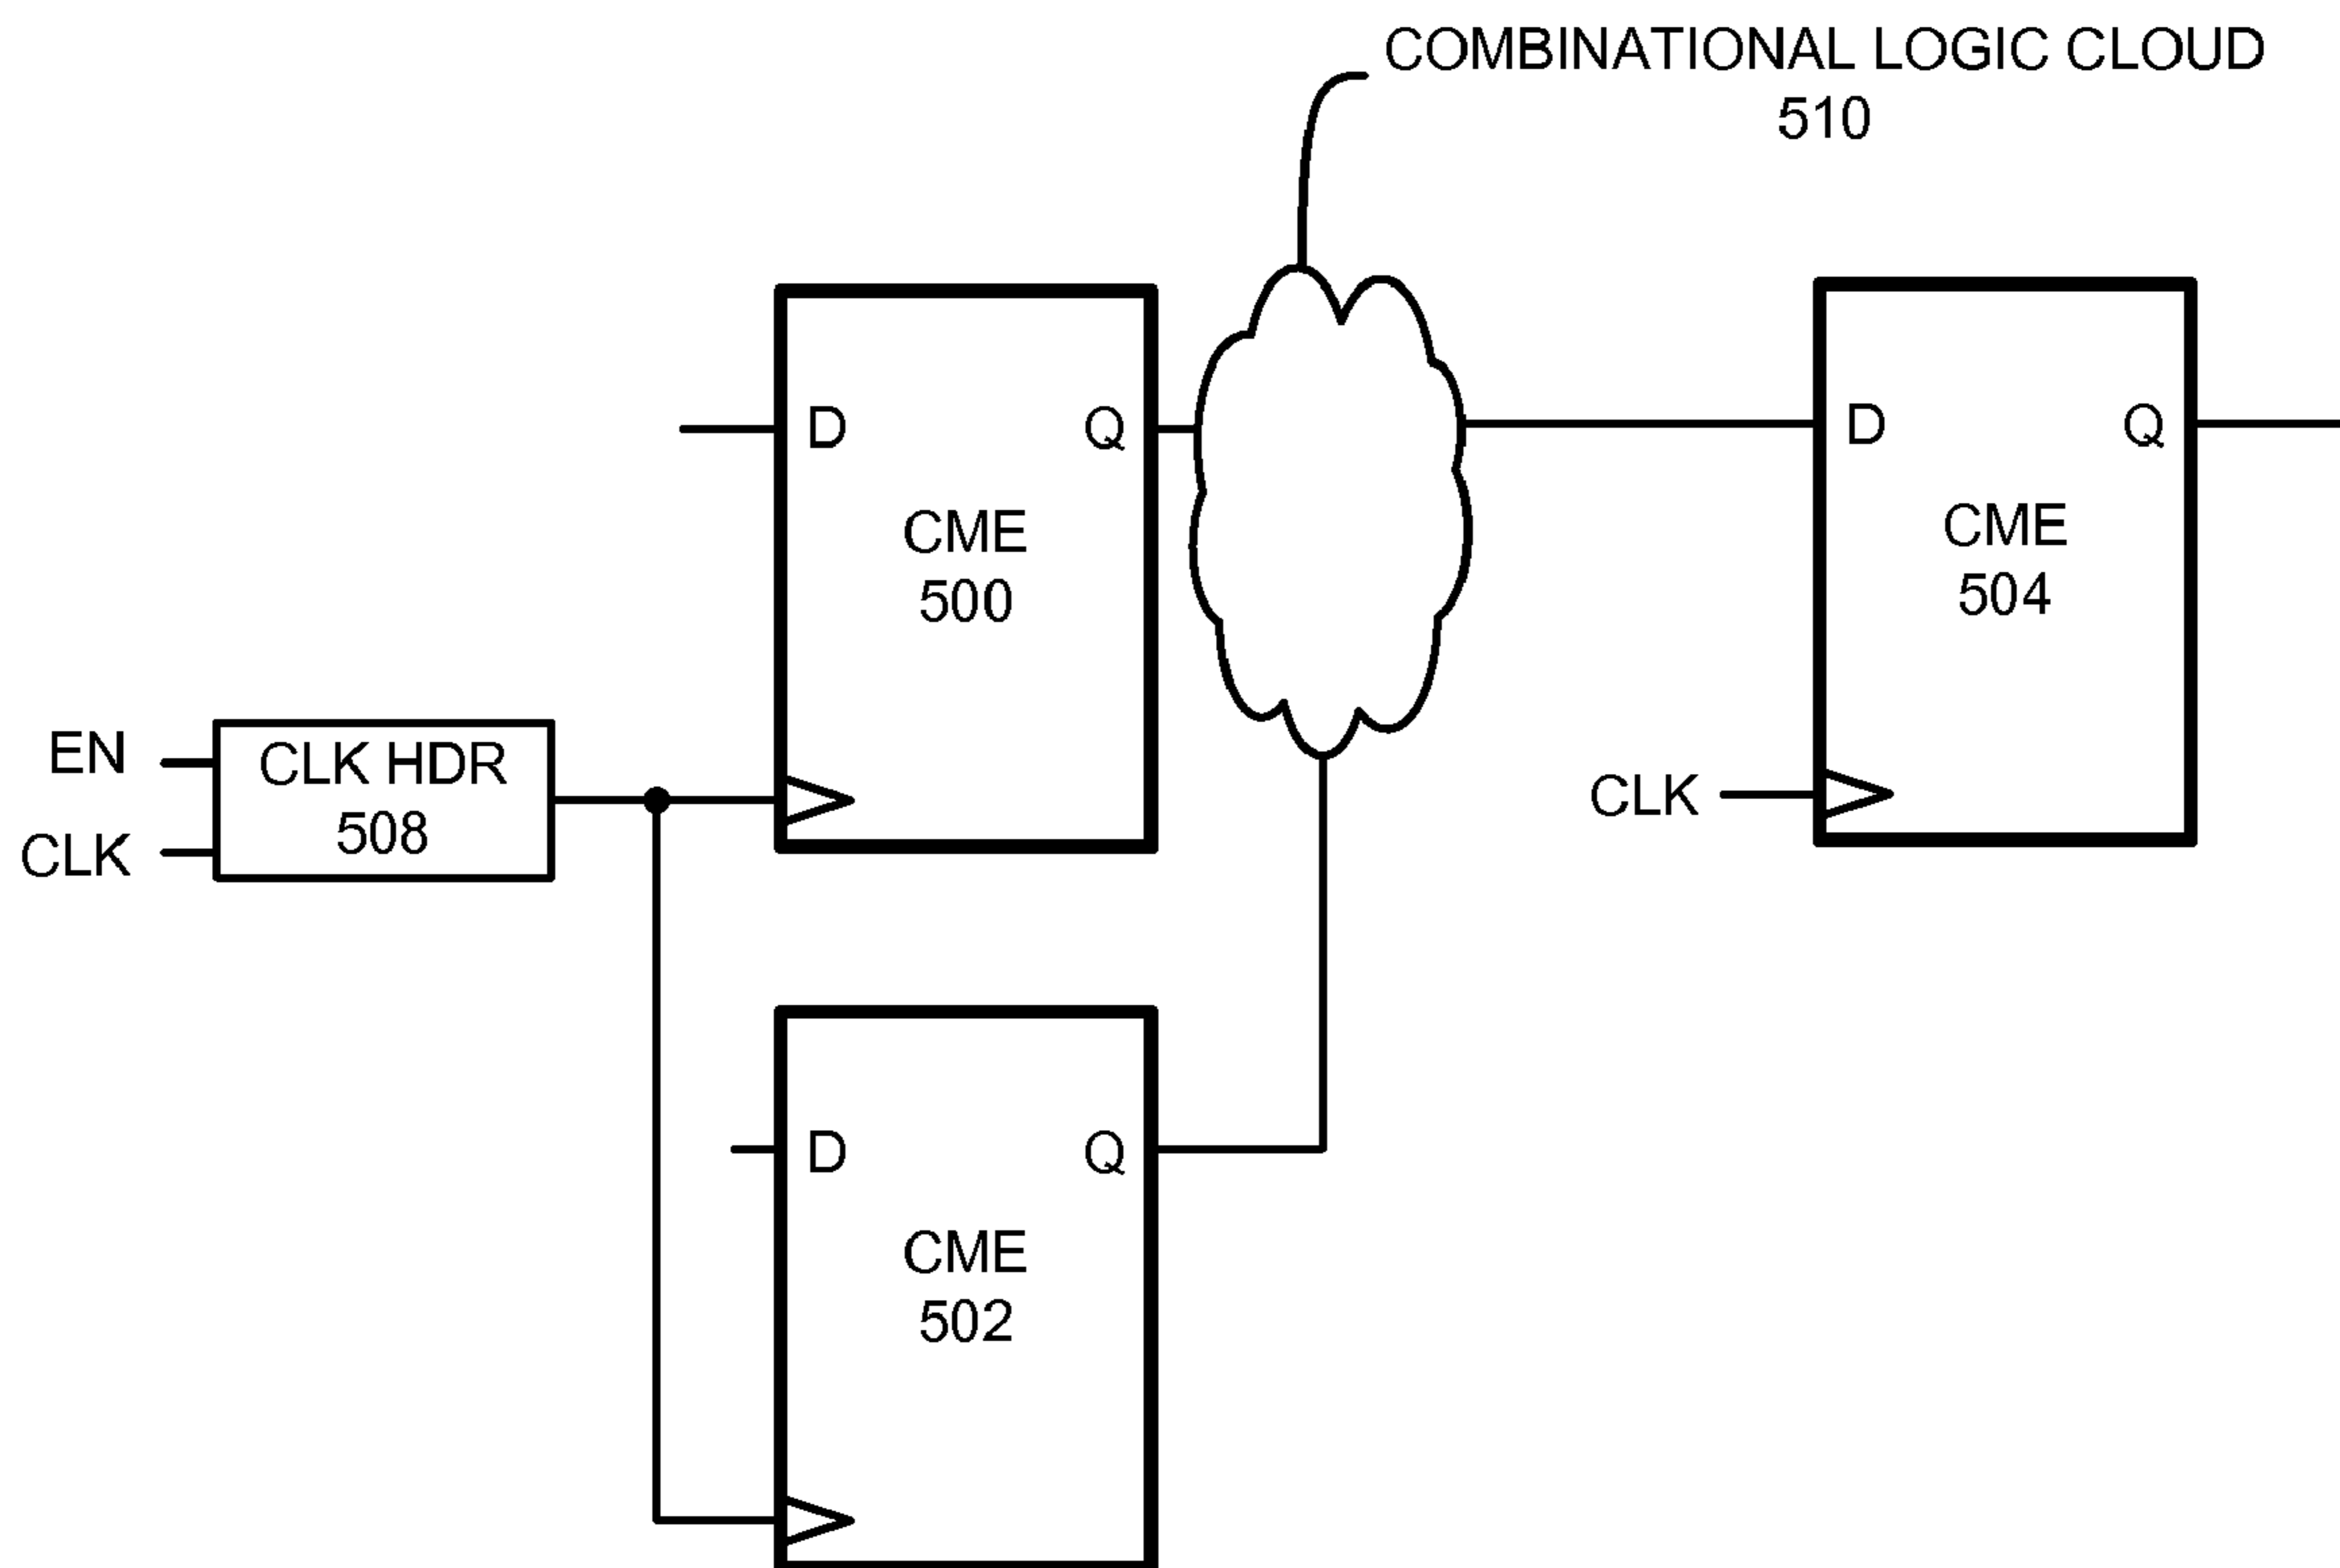 COMBINATIONAL LOGIC CLOUD
510
D
Q
CME
500
D
Q
CME
504
EN
CLK
CLK HDR
508
CLK
D
Q
CME
502